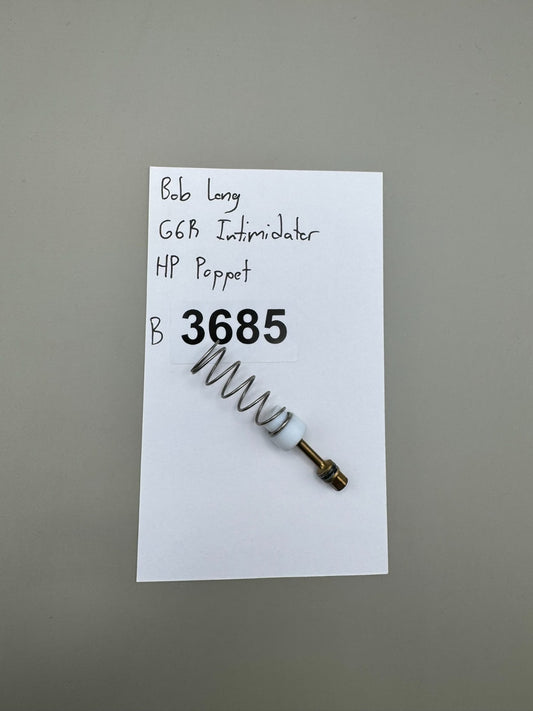 Bob Long
G6R Intimidator
HP Poppet
B 3685